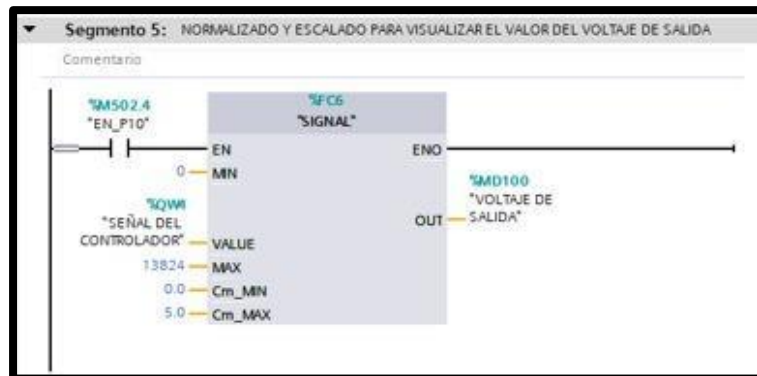 Segmento 5: NORMALIZADO Y ESCALADO PARA VISUALIZAR EL VALOR DEL VOLTAJE DE SALIDA
Comentario
%M502.4
"EN_P10"
%FC6
"SIGNAL"
EN
ENO
0
MIN
%MD100
"VOLTAJE DE
SALIDA"
OUT
"SEÑAL DEL
CONTROLADOR"
VALUE
13824
MAX
0.0
Cm_MIN
5.0
Cm_MAX